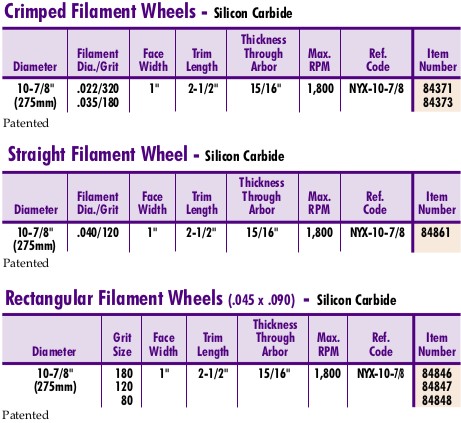 Crimped Filament Wheels - Silicon Carbide
Diameter Filament Dia./Grit Face Width Trim Length Thickness Through Arbor Max. RPM Ref. Code Item Number
10-7/8" .022/320 1" 2-1/2" 15/16" 1,800 NYX-10-7/8 84371
(275mm) .035/180 84373
Patented
Straight Filament Wheel - Silicon Carbide
Diameter Filament Dia./Grit Face Width Trim Length Thickness Through Arbor Max. RPM Ref. Code Item Number
10-7/8" .040/120 1" 2-1/2" 15/16" 1,800 NYX-10-7/8 84861
(275mm)
Patented
Rectangular Filament Wheels (.045 x .090) - Silicon Carbide
Diameter Grit Size Face Width Trim Length Thickness Through Arbor Max. RPM Ref. Code Item Number
10-7/8" 180 1" 2-1/2" 15/16" 1,800 NYX-10-7/8 84846
(275mm) 120 84847
80 84848
Patented